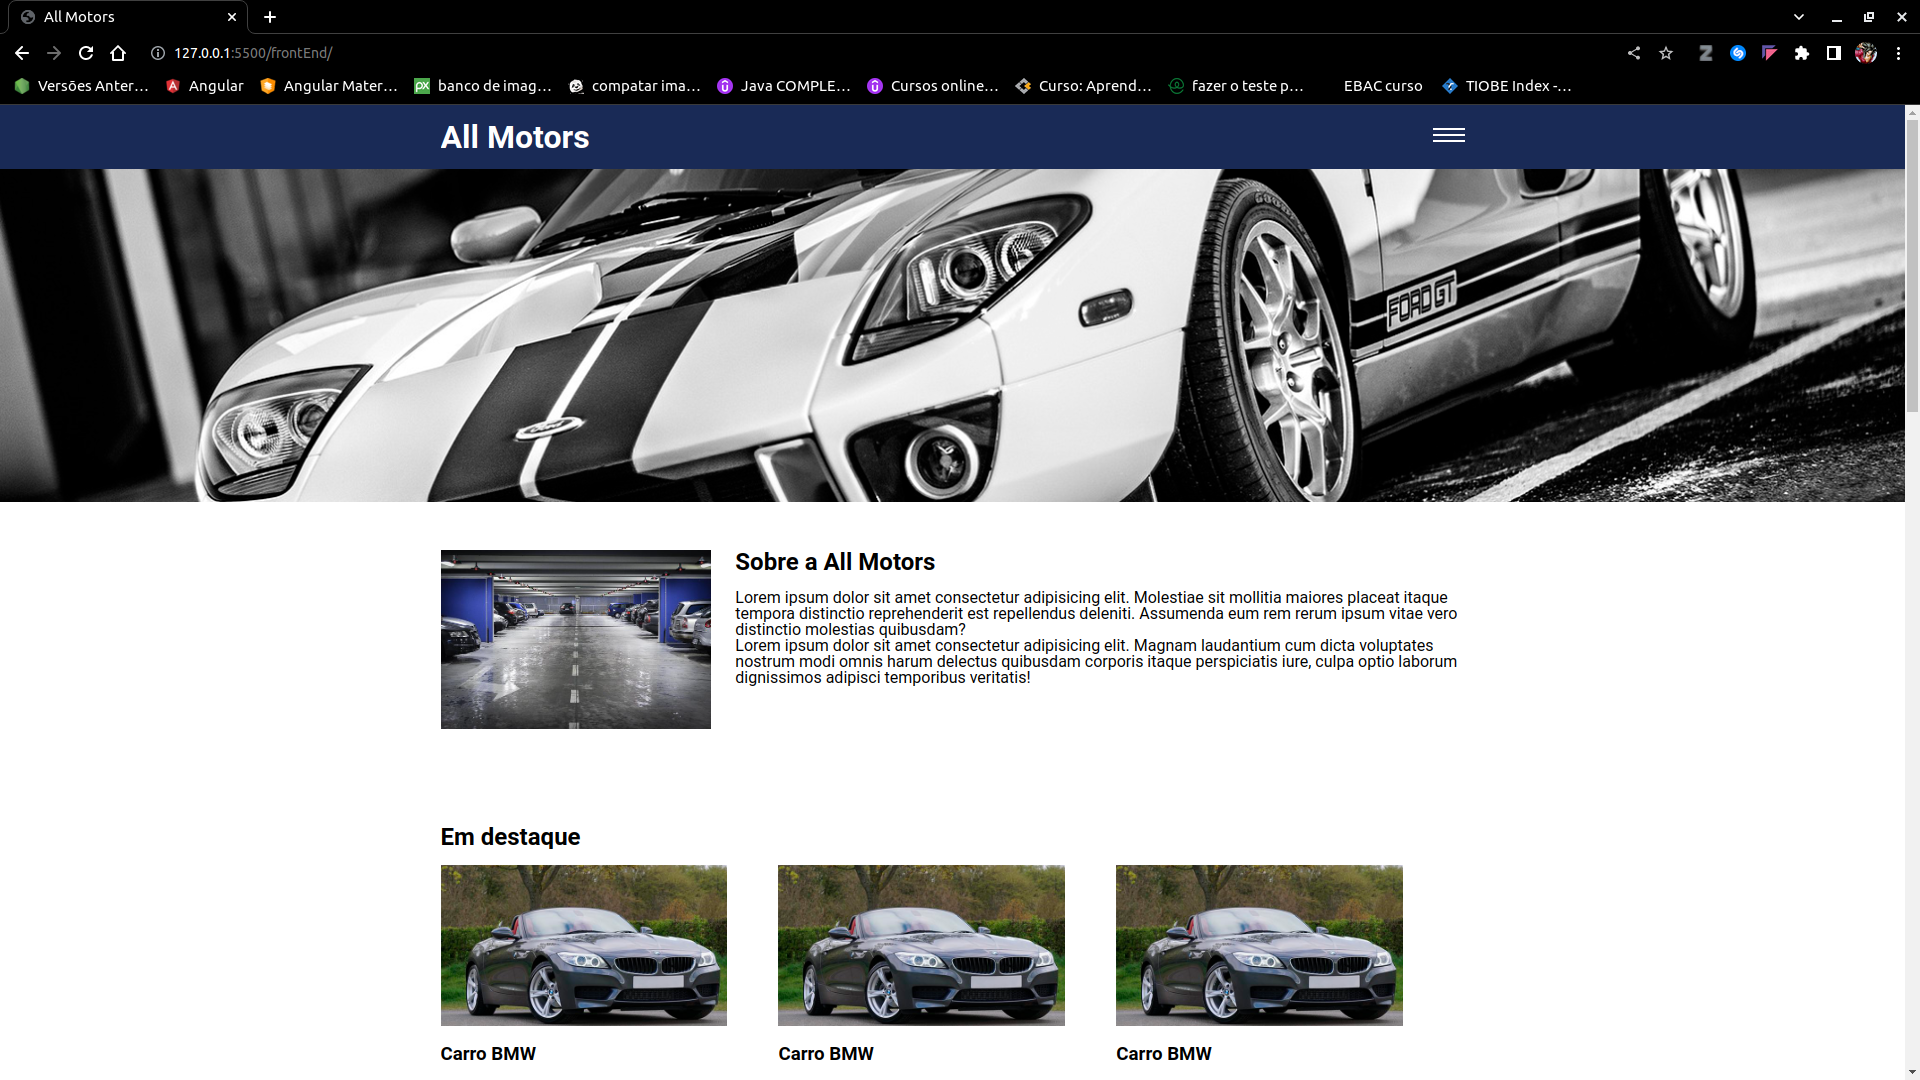 All Motors
127.0.0.1:5500/frontEnd/
Versões Anter…
Angular
Angular Mater…
banco de imag…
compatar ima…
Java COMPLE…
Cursos online…
Curso: Aprend…
fazer o teste p…
EBAC curso
TIOBE Index -…
All Motors
FORD GT
Sobre a All Motors
Lorem ipsum dolor sit amet consectetur adipisicing elit. Molestiae sit mollitia maiores placeat itaque
tempora distinctio reprehenderit est repellendus deleniti. Assumenda eum rem rerum ipsum vitae vero
distinctio molestias quibusdam?
Lorem ipsum dolor sit amet consectetur adipisicing elit. Magnam laudantium cum dicta voluptates
nostrum modi omnis harum delectus quibusdam corporis itaque perspiciatis iure, culpa optio laborum
dignissimos adipisci temporibus veritatis!
Em destaque
Carro BMW
Carro BMW
Carro BMW